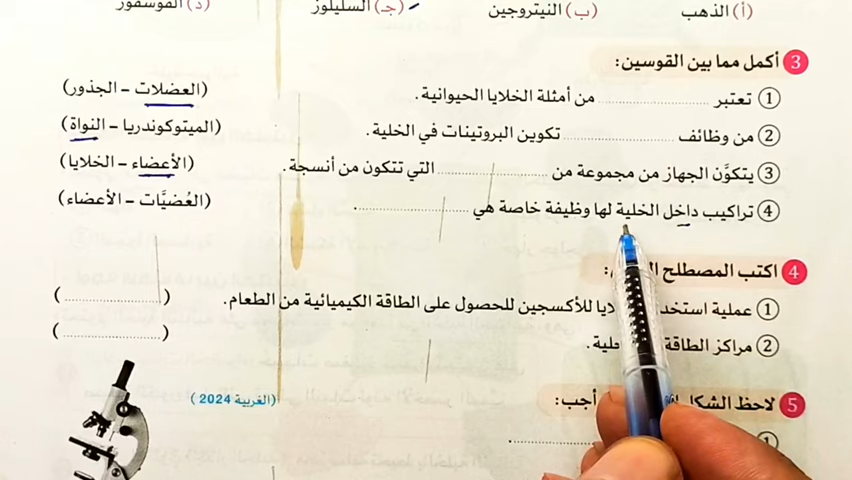 (أ) الذهب (ب) النيتروجين (جـ) السليلوز (د) الفوسفور
3 أكمل مما بين القوسين:
1 تعتبر .................... من أمثلة الخلايا الحيوانية. (العضلات - الجذور)
2 من وظائف .................... تكوين البروتينات في الخلية. (الميتوكوندريا - النواة)
3 يتكوَّن الجهاز من مجموعة من .................... التي تتكون من أنسجة. (الأعضاء - الخلايا)
4 تراكيب داخل الخلية لها وظيفة خاصة هي .................... . (العُضيَّات - الأعضاء)
4 اكتب المصطلح
1 عملية للأكسجين للحصول على الطاقة الكيميائية من الطعام. (....................)
2 مراكز الطاقة (....................)
5 لاحظ أجب: (الغربية 2024)
1 ....................